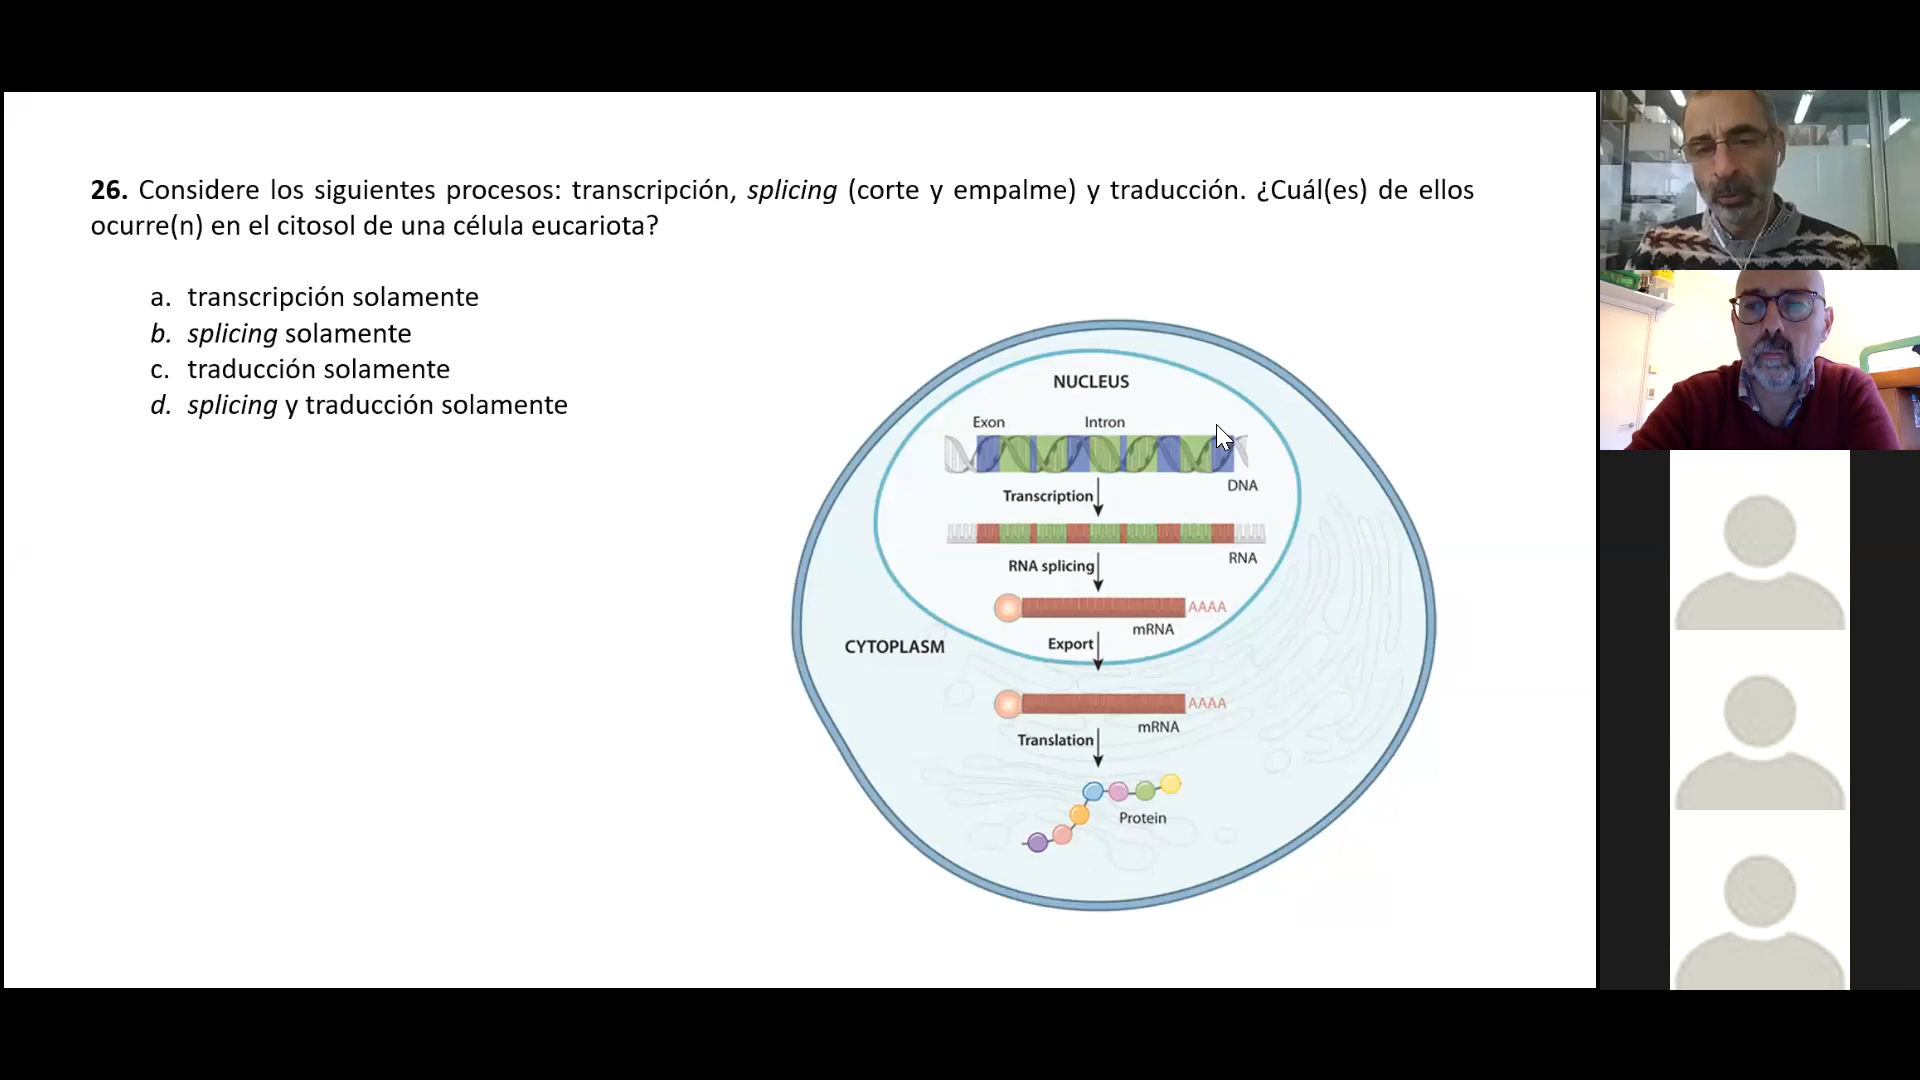 26. Considere los siguientes procesos: transcripción, splicing (corte y empalme) y traducción. ¿Cuál(es) de ellos
ocurre(n) en el citosol de una célula eucariota?
a. transcripción solamente
b. splicing solamente
c. traducción solamente
d. splicing y traducción solamente
NUCLEUS
Exon Intron
DNA
Transcription
RNA
RNA splicing
AAAA
mRNA
Export
CYTOPLASM
AAAA
mRNA
Translation
Protein